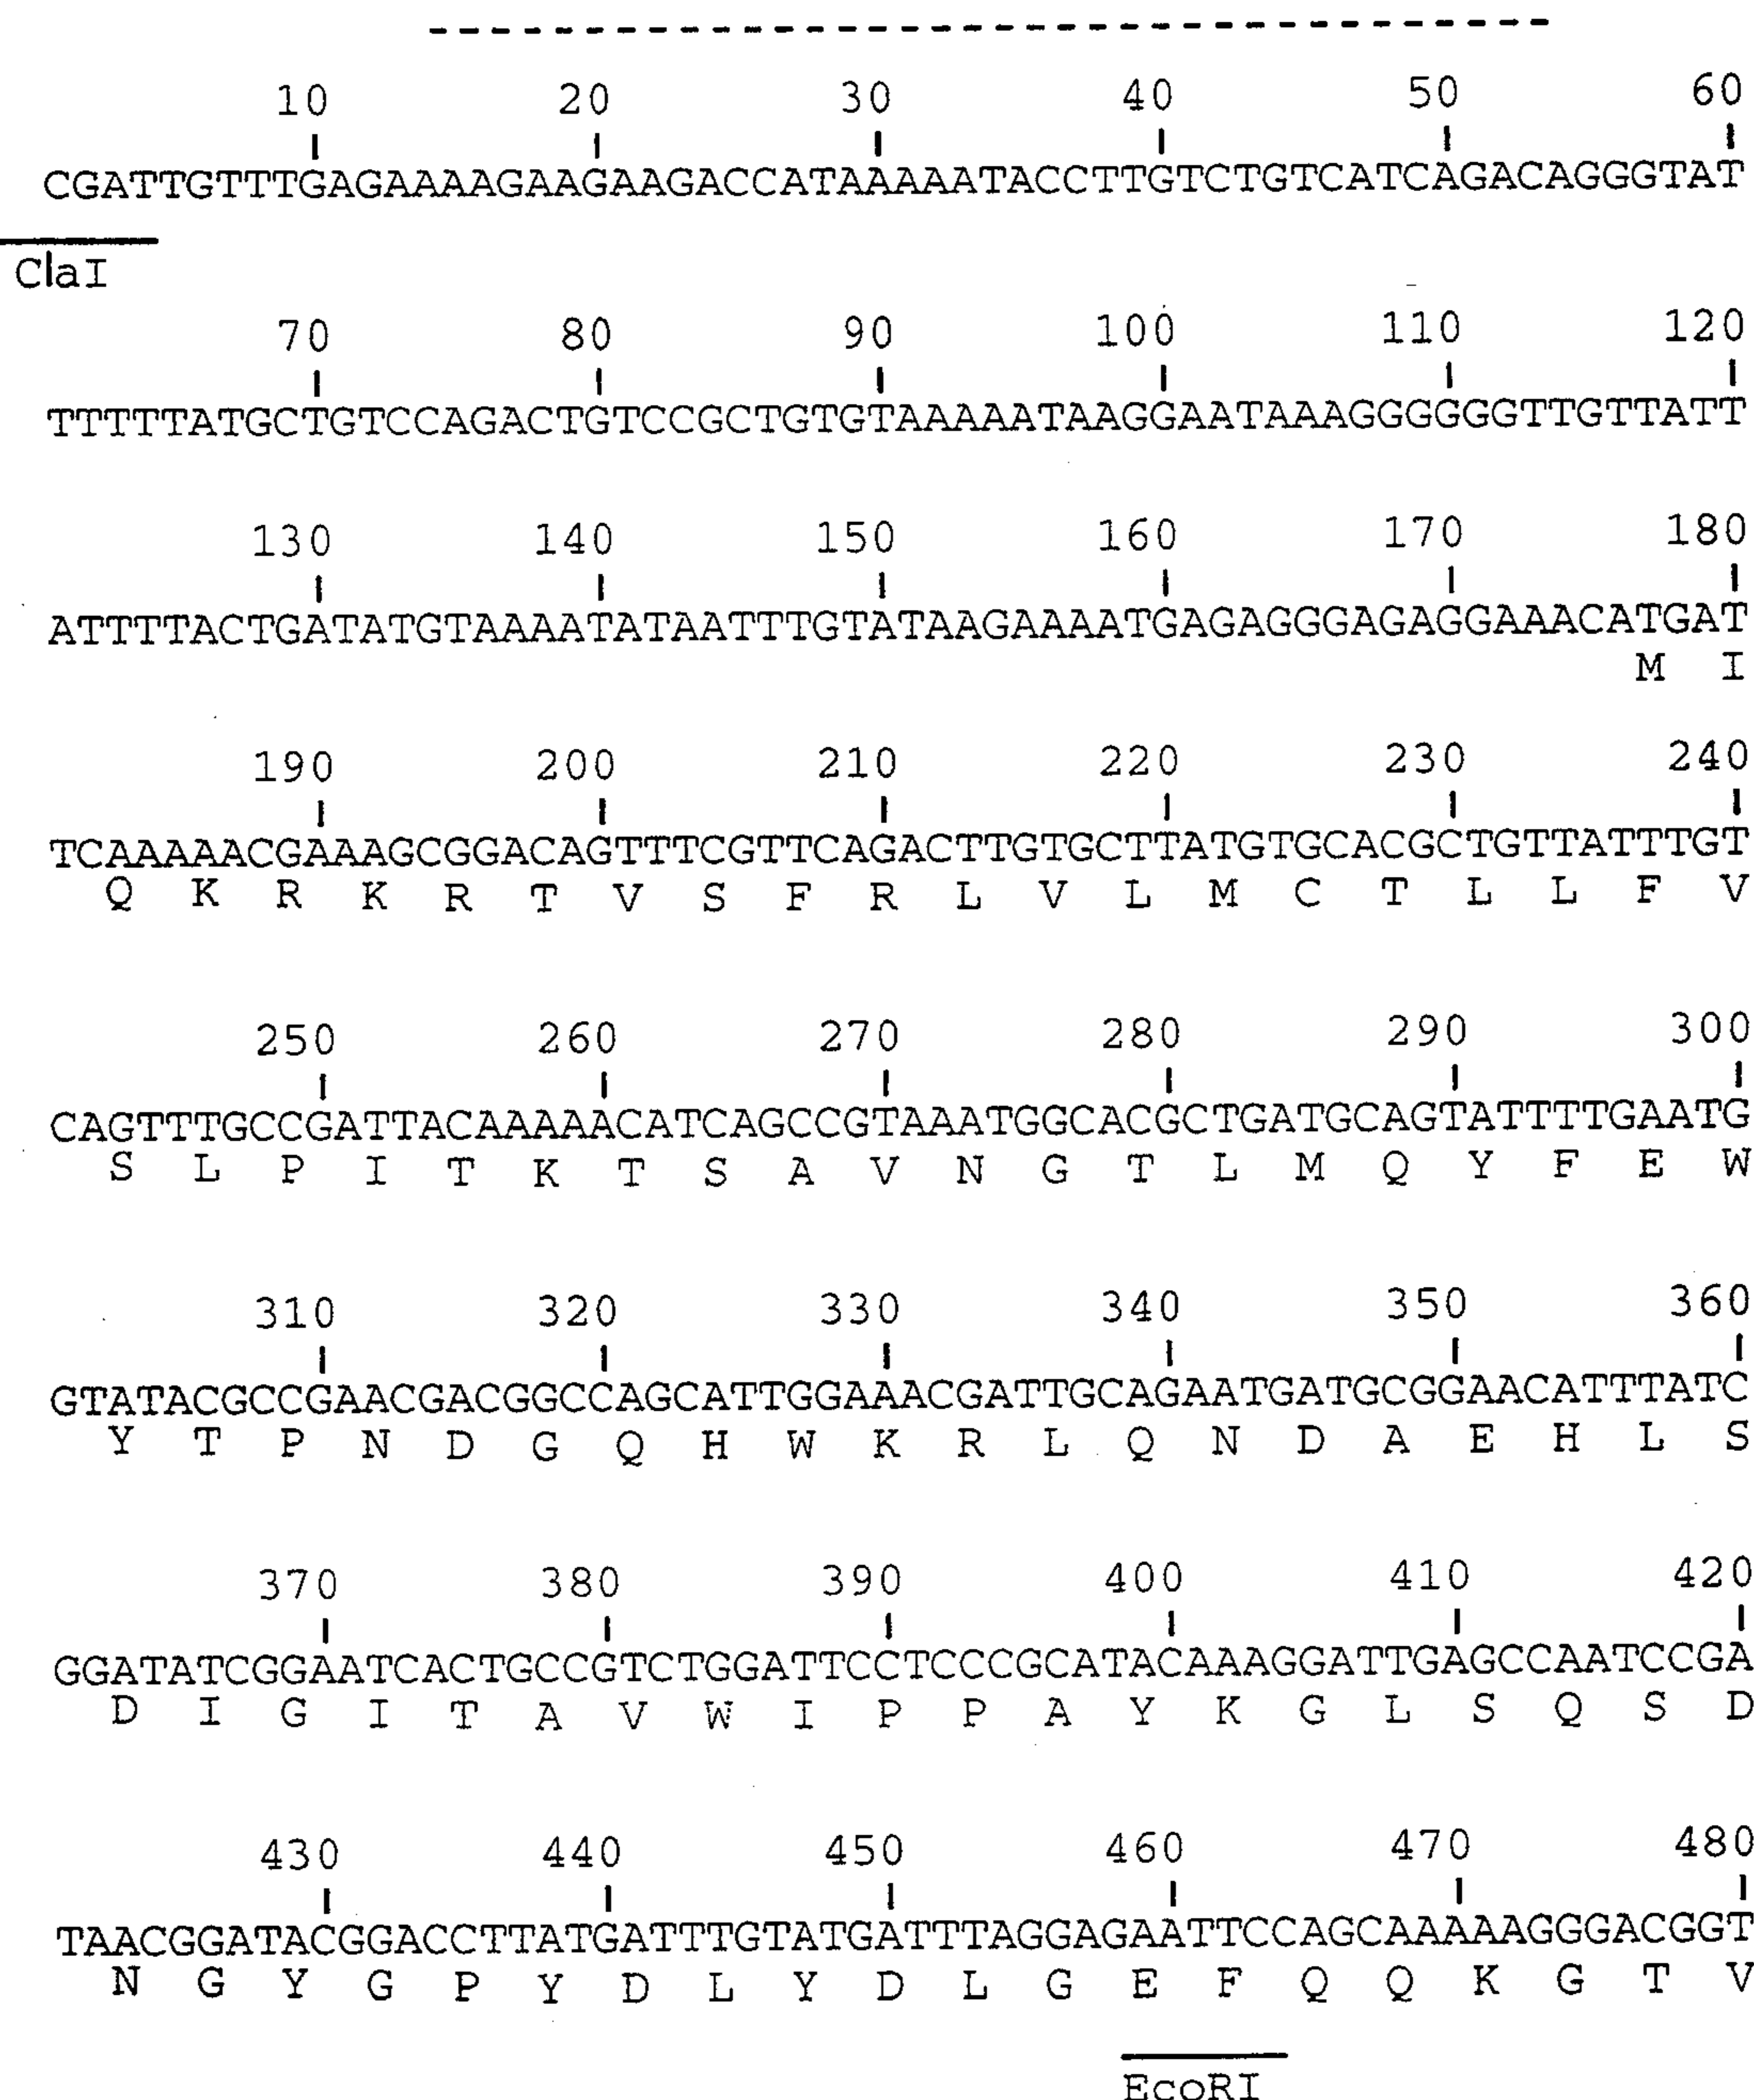 10 20 30 40 50 60
CGATTGTTTGAGAAAAGAAGAAGACCATAAAAATACCTTGTCTGTCATCAGACAGGGTAT
ClaI
70 80 90 100 110 120
TTTTTATGCTGTCCAGACTGTCCGCTGTGTAAAAAATAAGGAATAAAGGGGGGTTGTTATT
130 140 150 160 170 180
ATTTTACTGATATGTAAAATATAATTTGTATAAGAAAATGAGAGGGAGAGGAAACATGAT
M I
190 200 210 220 230 240
TCAAAAACGAAAGCGGACAGTTTCGTTCAGACTTGTGCTTATGTGCACGCTGTTATTTGT
Q K R K R T V S F R L V L M C T L L F V
250 260 270 280 290 300
CAGTTTGCCGATTACAAAAACATCAGCCGTAAATGGCACGCTGATGCAGTATTTTGAATG
S L P I T K T S A V N G T L M Q Y F E W
310 320 330 340 350 360
GTATACGCCGAACGACGGCCAGCATTGGAAACGATTGCAGAATGATGCGGAACATTTATC
Y T P N D G Q H W K R L Q N D A E H L S
370 380 390 400 410 420
GGATATCGGAATCACTGCCGTCTGGATTCCTCCCGCATACAAAGGATTGAGCCAATCCGA
D I G I T A V W I P P A Y K G L S Q S D
430 440 450 460 470 480
TAACGGATACGGACCTTATGATTTGTATGATTTAGGAGAATTCCAGCAAAAAGGGACGGT
N G Y G P Y D L Y D L G E F Q Q K G T V
EcoRI